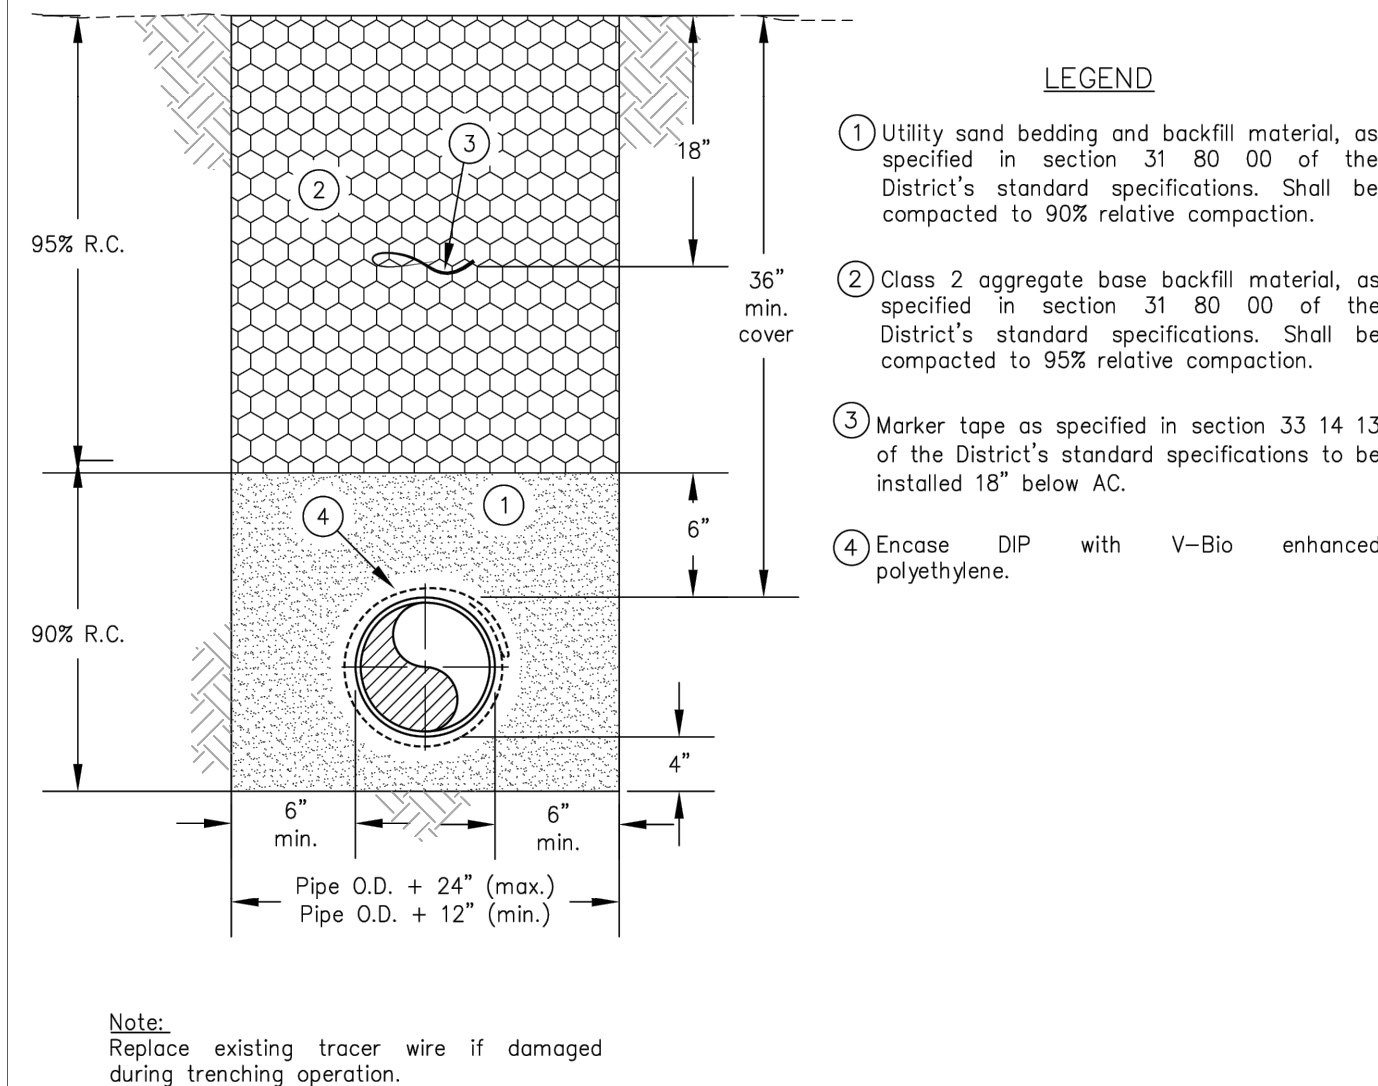 95% R.C.
90% R.C.
2
3
18”
36”
min.
cover
4
1
6”
4”
6”
min.
6”
min.
Pipe O.D. + 24” (max.)
Pipe O.D. + 12” (min.)
Note:
Replace existing tracer wire if damaged
during trenching operation.
LEGEND
1 Utility sand bedding and backfill material, as
specified in section 31 80 00 of the
District’s standard specifications. Shall be
compacted to 90% relative compaction.
2 Class 2 aggregate base backfill material, as
specified in section 31 80 00 of the
District’s standard specifications. Shall be
compacted to 95% relative compaction.
3 Marker tape as specified in section 33 14 13
of the District’s standard specifications to be
installed 18” below AC.
4 Encase DIP with V–Bio enhanced
polyethylene.